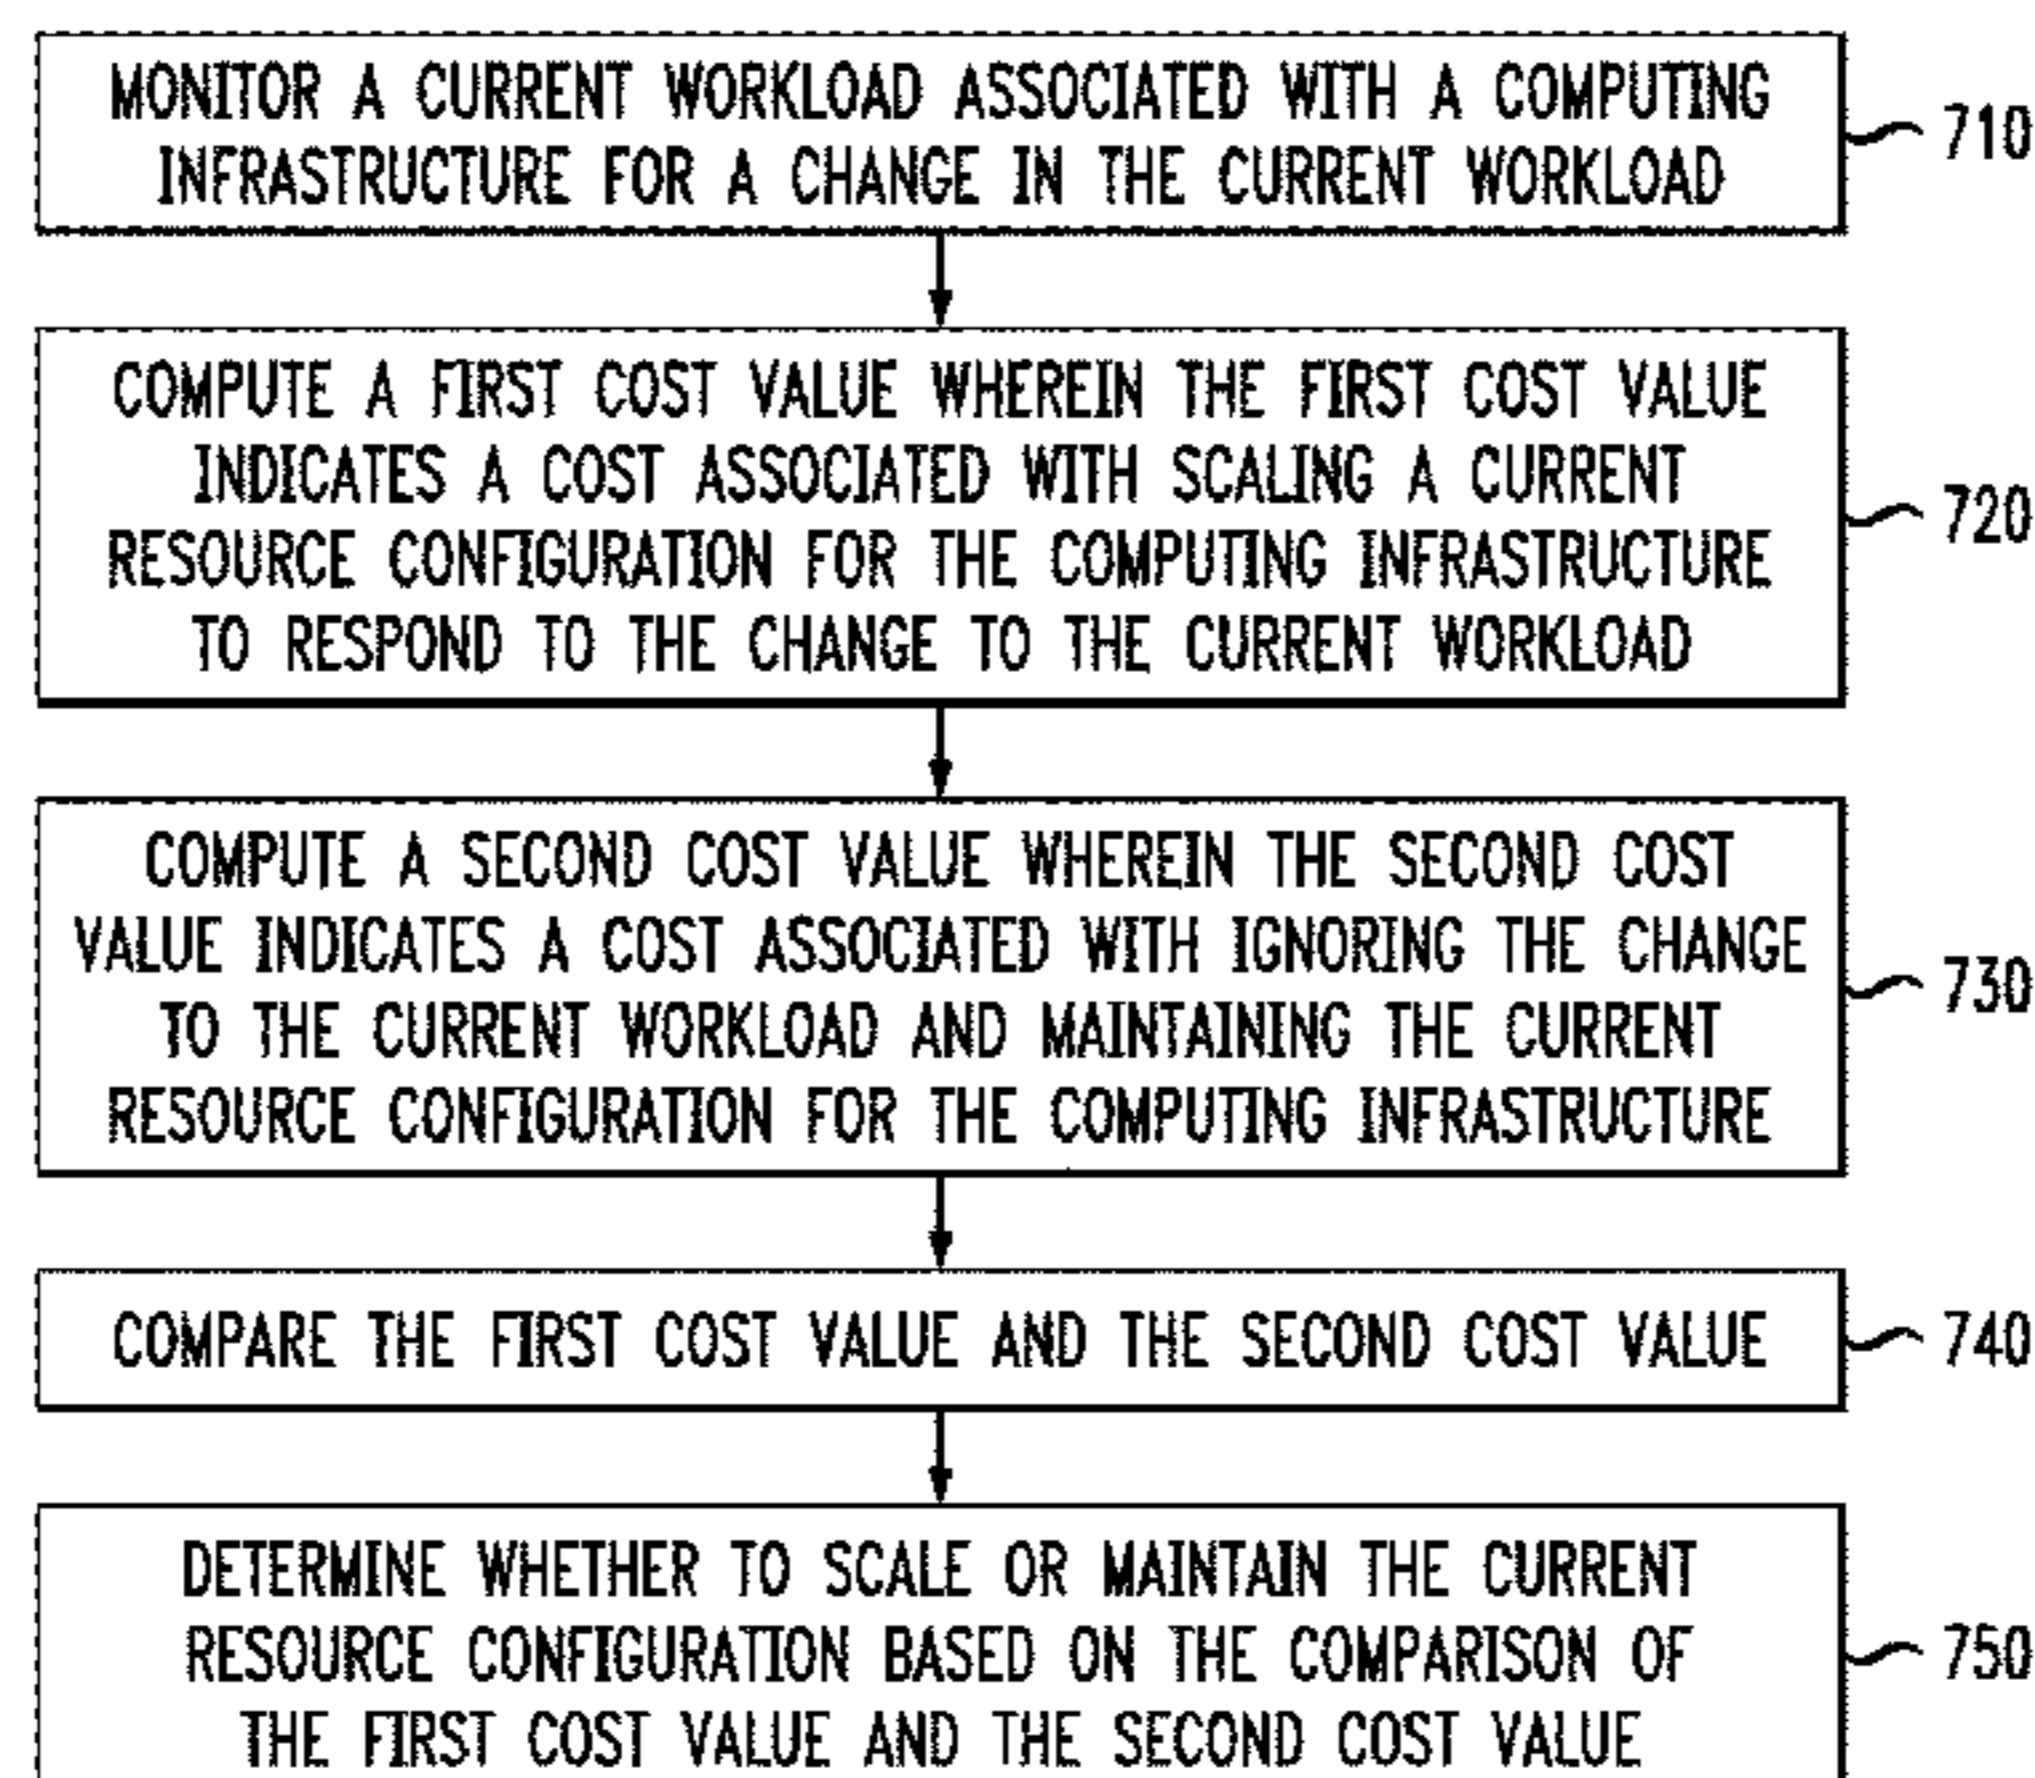 MONITOR A CURRENT WORKLOAD ASSOCIATED WITH A COMPUTING
INFRASTRUCTURE FOR A CHANGE IN THE CURRENT WORKLOAD
710
COMPUTE A FIRST COST VALUE WHEREIN THE FIRST COST VALUE
INDICATES A COST ASSOCIATED WITH SCALING A CURRENT
RESOURCE CONFIGURATION FOR THE COMPUTING INFRASTRUCTURE
TO RESPOND TO THE CHANGE TO THE CURRENT WORKLOAD
720
COMPUTE A SECOND COST VALUE WHEREIN THE SECOND COST
VALUE INDICATES A COST ASSOCIATED WITH IGNORING THE CHANGE
TO THE CURRENT WORKLOAD AND MAINTAINING THE CURRENT
RESOURCE CONFIGURATION FOR THE COMPUTING INFRASTRUCTURE
730
COMPARE THE FIRST COST VALUE AND THE SECOND COST VALUE
740
DETERMINE WHETHER TO SCALE OR MAINTAIN THE CURRENT
RESOURCE CONFIGURATION BASED ON THE COMPARISON OF
THE FIRST COST VALUE AND THE SECOND COST VALUE
750